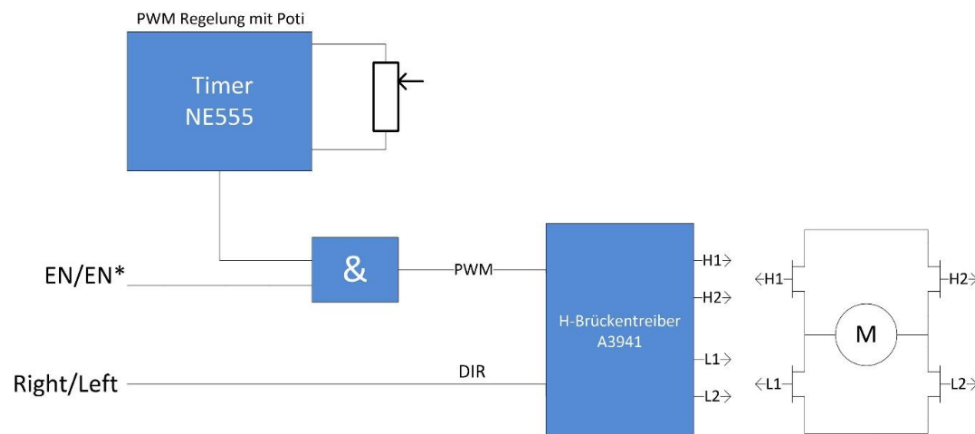 PWM Regelung mit Poti
Timer
NE555
EN/EN*
&
PWM
Right/Left
DIR
H-Brückentreiber
A3941
H1
H2
L1
L2
H1
H2
M
L1
L2